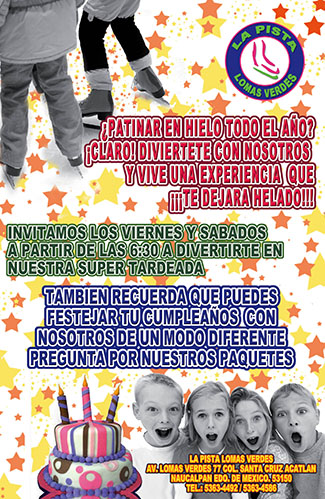 LA PISTA
LOMAS VERDES
¿PATINAR EN HIELO TODO EL AÑO?
¡CLARO! DIVIERTETE CON NOSOTROS
Y VIVE UNA EXPERIENCIA QUE
¡¡¡TE DEJARA HELADO!!!
INVITAMOS LOS VIERNES Y SABADOS
A PARTIR DE LAS 6:30 A DIVERTIRTE EN
NUESTRA SUPER TARDEADA
TAMBIEN RECUERDA QUE PUEDES
FESTEJAR TU CUMPLEAÑOS CON
NOSOTROS DE UN MODO DIFERENTE
PREGUNTA POR NUESTROS PAQUETES
LA PISTA LOMAS VERDES
AV. LOMAS VERDES 77 COL. SANTA CRUZ ACATLAN
NAUCALPAN EDO. DE MEXICO. 53150
TEL.: 5363-4492 / 5363-4586